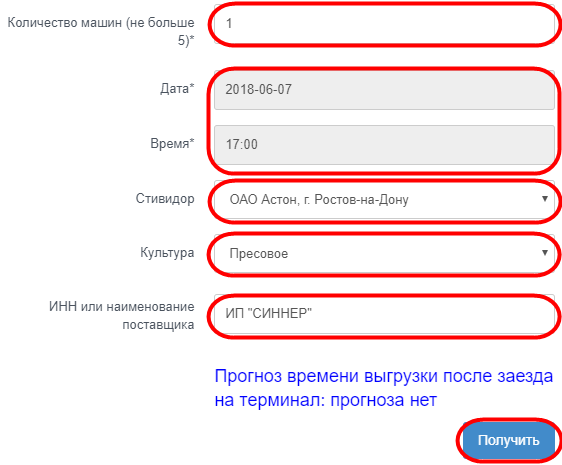 Количество машин (не больше 5)*
1
Дата*
2018-06-07
Время*
17:00
Стивидор
ОАО Астон, г. Ростов-на-Дону
Культура
Пресовое
ИНН или наименование
поставщика
ИП "СИННЕР"
Прогноз времени выгрузки после заезда
на терминал: прогноза нет
Получить